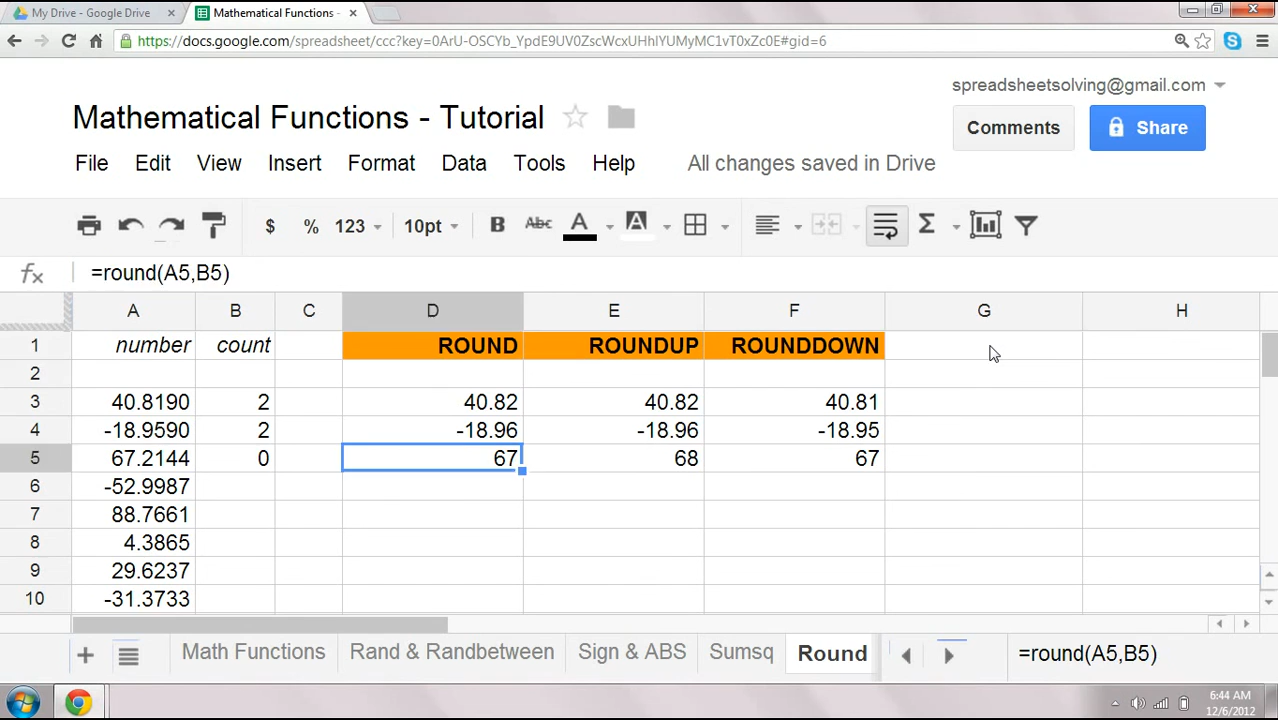 My Drive - Google Drive × Mathematical Functions - ×
https://docs.google.com/spreadsheet/ccc?key=0ArU-OSCYb_YpdE9UV0ZscWcxUHhlYUMyMC1vT0xZc0E#gid=6
spreadsheetsolving@gmail.com
Mathematical Functions - Tutorial
Comments Share
File Edit View Insert Format Data Tools Help All changes saved in Drive
$ % 123 10pt B Abc A A Σ
fx =round(A5,B5)
A B C D E F G H
1 number count ROUND ROUNDUP ROUNDDOWN
2
3 40.8190 2 40.82 40.82 40.81
4 -18.9590 2 -18.96 -18.96 -18.95
5 67.2144 0 67 68 67
6 -52.9987
7 88.7661
8 4.3865
9 29.6237
10 -31.3733
+ Math Functions Rand & Randbetween Sign & ABS Sumsq Round =round(A5,B5)
6:44 AM
12/6/2012